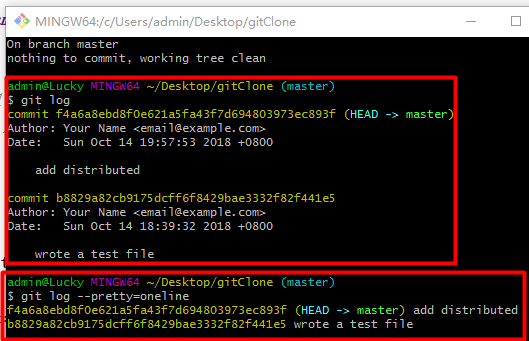 MINGW64:/c/Users/admin/Desktop/gitClone
On branch master
nothing to commit, working tree clean
admin@Lucky MINGW64 ~/Desktop/gitClone (master)
$ git log
commit f4a6a8ebd8f0e621a5fa43f7d694803973ec893f (HEAD -> master)
Author: Your Name <email@example.com>
Date:   Sun Oct 14 19:57:53 2018 +0800
    add distributed
commit b8829a82cb9175dcff6f8429bae3332f82f441e5
Author: Your Name <email@example.com>
Date:   Sun Oct 14 18:39:32 2018 +0800
    wrote a test file
admin@Lucky MINGW64 ~/Desktop/gitClone (master)
$ git log --pretty=oneline
f4a6a8ebd8f0e621a5fa43f7d694803973ec893f (HEAD -> master) add distributed
b8829a82cb9175dcff6f8429bae3332f82f441e5 wrote a test file